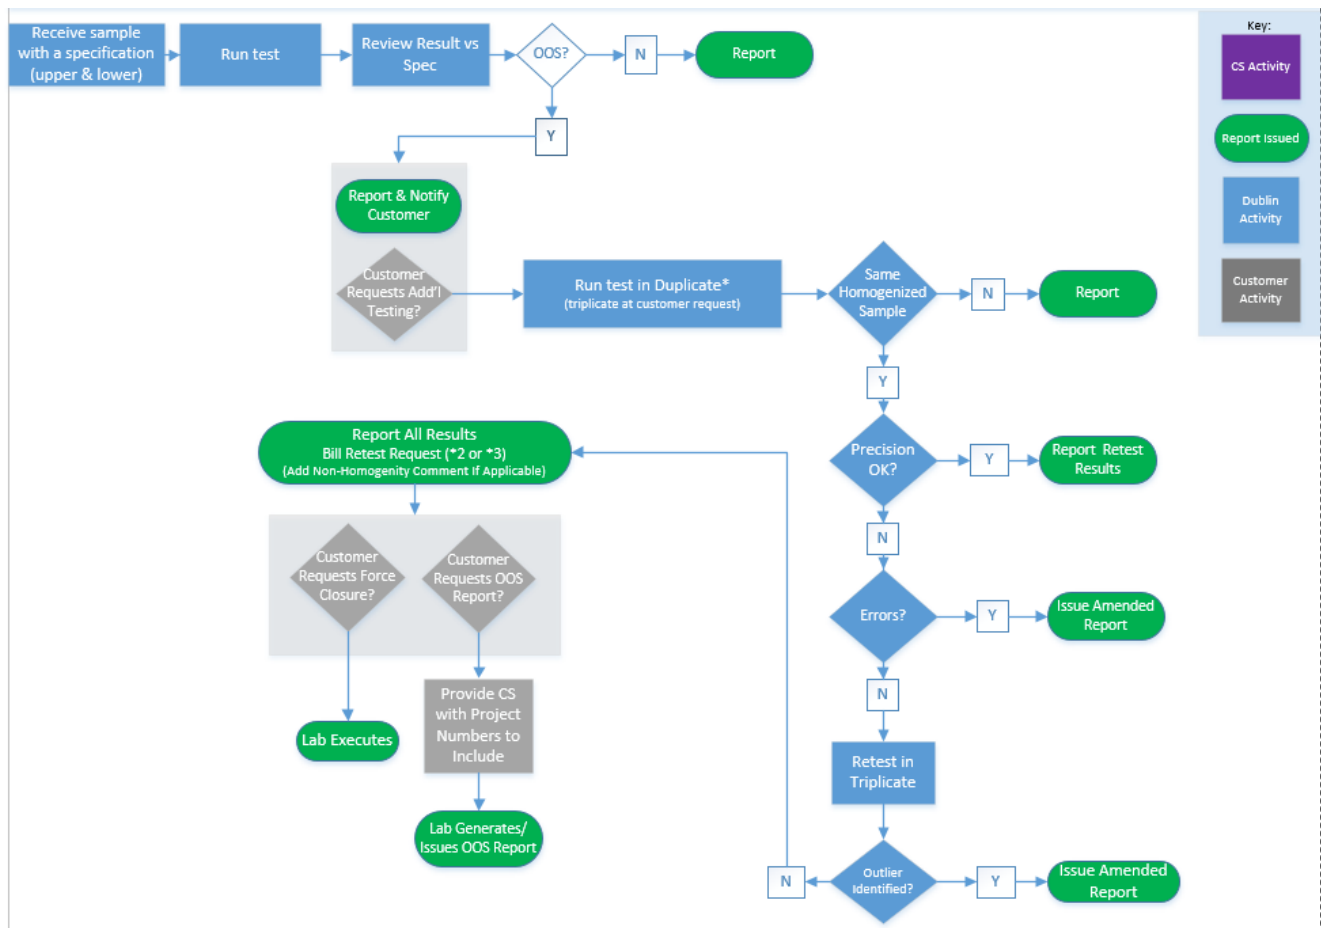 Receive sample
with a specification
(upper & lower)
Run test
Review Result vs
Spec
OOS?
N
Report
Y
Report & Notify
Customer
Customer
Requests Add'l
Testing?
Run test in Duplicate*
(triplicate at customer request)
Same
Homogenized
Sample
N
Report
Y
Precision
OK?
Y
Report Retest
Results
N
Errors?
Y
Issue Amended
Report
N
Retest in
Triplicate
Outlier
Identified?
Y
Issue Amended
Report
N
Report All Results
Bill Retest Request (*2 or *3)
(Add Non-Homogenity Comment If Applicable)
Customer
Requests Force
Closure?
Customer
Requests OOS
Report?
Lab Executes
Provide CS
with Project
Numbers to
Include
Lab Generates/
Issues OOS Report
Key:
CS Activity
Report Issued
Dublin
Activity
Customer
Activity